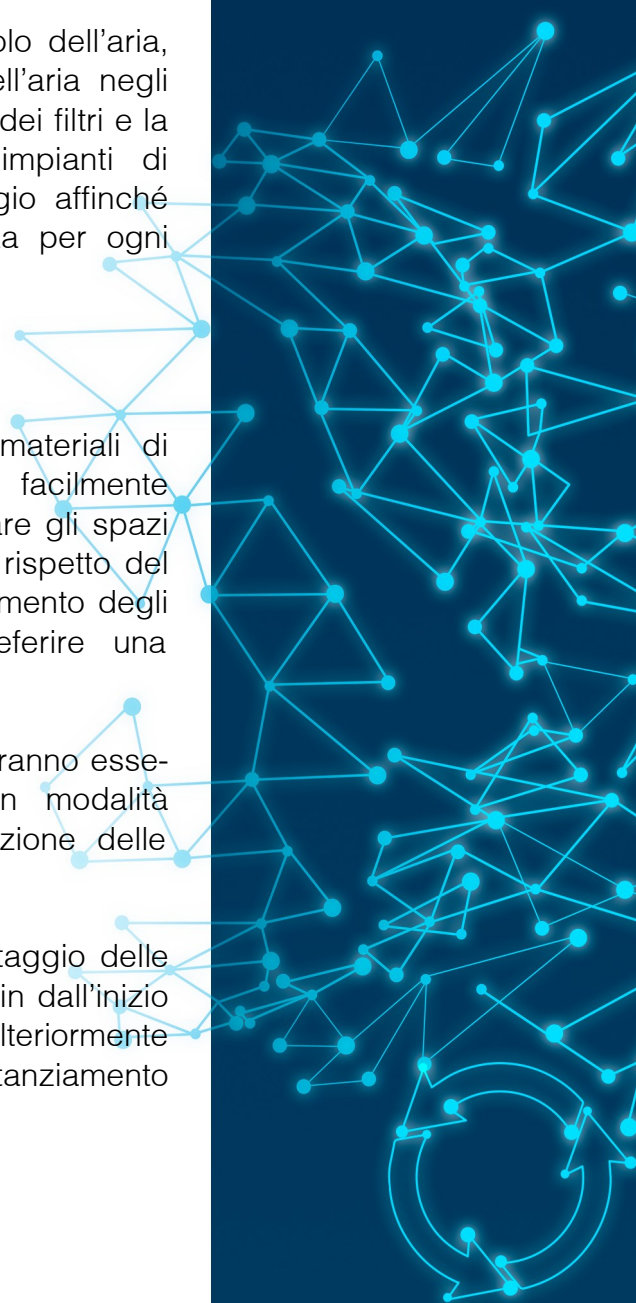 olo dell'aria,
ell'aria negli
dei filtri e la
impianti di
gio affinché
a per ogni
materiali di
facilmente
are gli spazi
rispetto del
mento degli
eferire una
ranno esse-
n modalità
zione delle
taggio delle
in dall'inizio
lteriormente
tanziamento